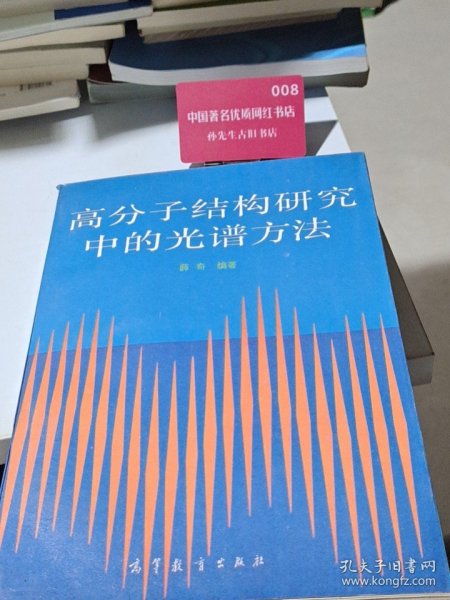 008
中国著名优质网红书店
孙先生古旧书店
高分子结构研究
中的光谱方法
薛奇 编著
高等教育出版社
孔夫子旧书网
www.kongfz.com